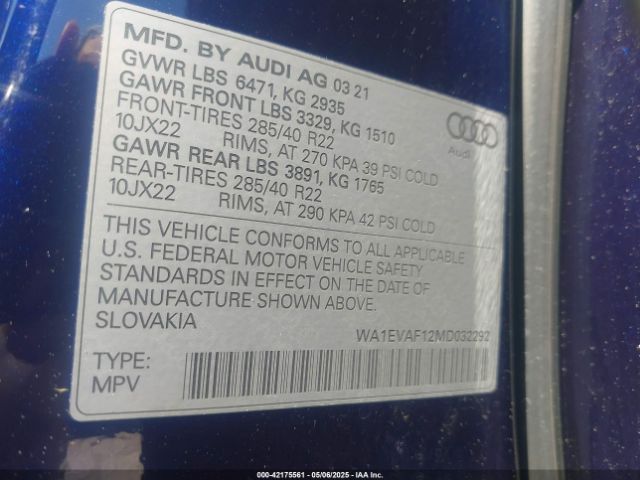 MFD. BY AUDI AG 03 21
GVWR LBS 6471, KG 2935
GAWR FRONT LBS 3329, KG 1510
FRONT-TIRES 285/40 R22
10JX22 RIMS, AT 270 KPA 39 PSI COLD
GAWR REAR LBS 3891, KG 1765
REAR-TIRES 285/40 R22
10JX22 RIMS, AT 290 KPA 42 PSI COLD
Audi
THIS VEHICLE CONFORMS TO ALL APPLICABLE
U.S. FEDERAL MOTOR VEHICLE SAFETY
STANDARDS IN EFFECT ON THE DATE OF
MANUFACTURE SHOWN ABOVE.
SLOVAKIA
WA1EVAF12MD032292
TYPE:
MPV
000-42175561 - 05/06/2025 - IAAI.COM